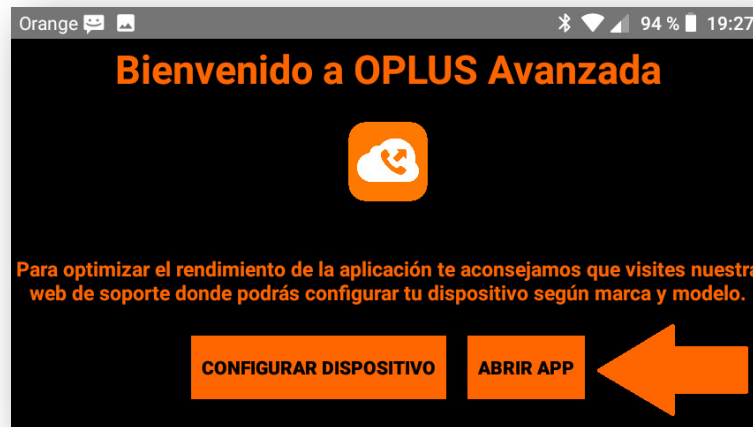 Orange 94 % 19:27
Bienvenido a OPLUS Avanzada
Para optimizar el rendimiento de la aplicación te aconsejamos que visites nuestra
web de soporte donde podrás configurar tu dispositivo según marca y modelo.
CONFIGURAR DISPOSITIVO ABRIR APP